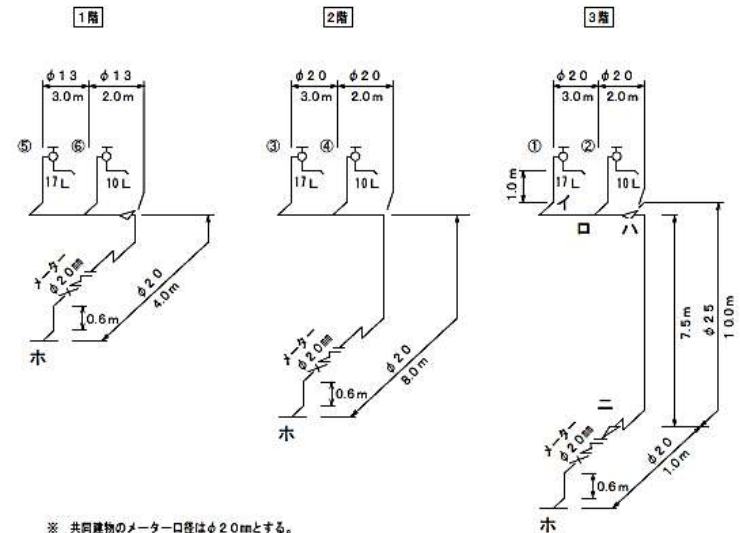 1階
φ13 φ13
3.0m 2.0m
⑤ ⑥
17L 10L
メーター
φ20㎜
0.6m
φ20
4.0m
ホ
2階
φ20 φ20
3.0m 2.0m
③ ④
17L 10L
メーター
φ20㎜
0.6m
φ20
8.0m
ホ
3階
φ20 φ20
3.0m 2.0m
① ②
1.0m
17L 10L
イ
ロ ハ
7.5m
φ25
10.0m
ニ
メーター
φ20㎜
0.6m
φ20
1.0m
ホ
※ 共同建物のメーター口径はφ20㎜とする。